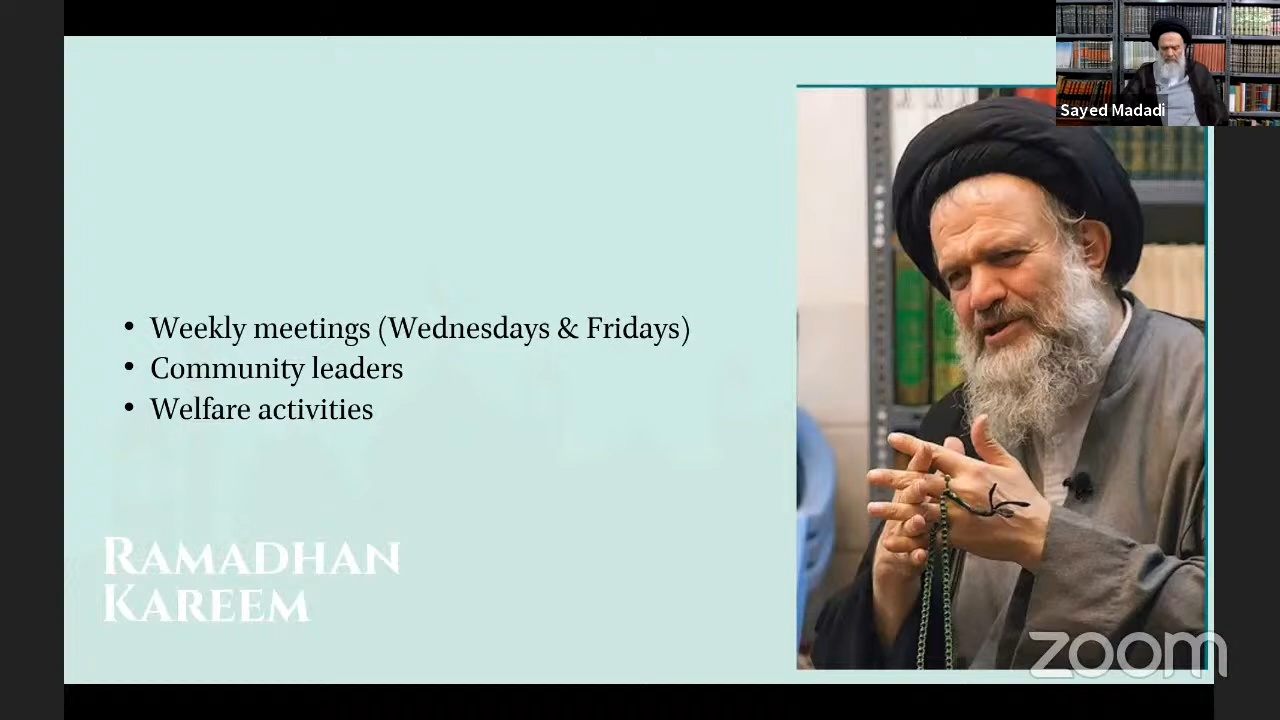 Sayed Madadi
• Weekly meetings (Wednesdays & Fridays)
• Community leaders
• Welfare activities
RAMADHAN
KAREEM
zoom